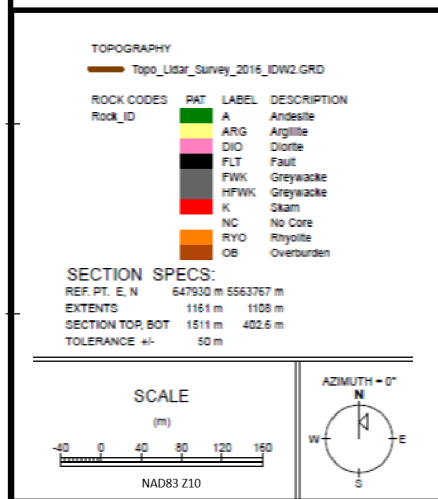 TOPOGRAPHY
Topo_Lidar_Survey_2016_IDW2.GRD
ROCK CODES PAT LABEL DESCRIPTION
Rock_ID A Andesite
ARG Argillite
DIO Diorite
FLT Fault
FWK Greywacke
HFWK Greywacke
K Skarn
NC No Core
RYO Rhyolite
OB Overburden
SECTION SPECS:
REF. PT. E, N 647930 m 5563767 m
EXTENTS 1161 m 1108 m
SECTION TOP, BOT 1511 m 402.6 m
TOLERANCE +/- 50 m
SCALE
(m)
-40 0 40 80 120 160
NAD83 Z10
AZIMUTH = 0°
N
W E
S